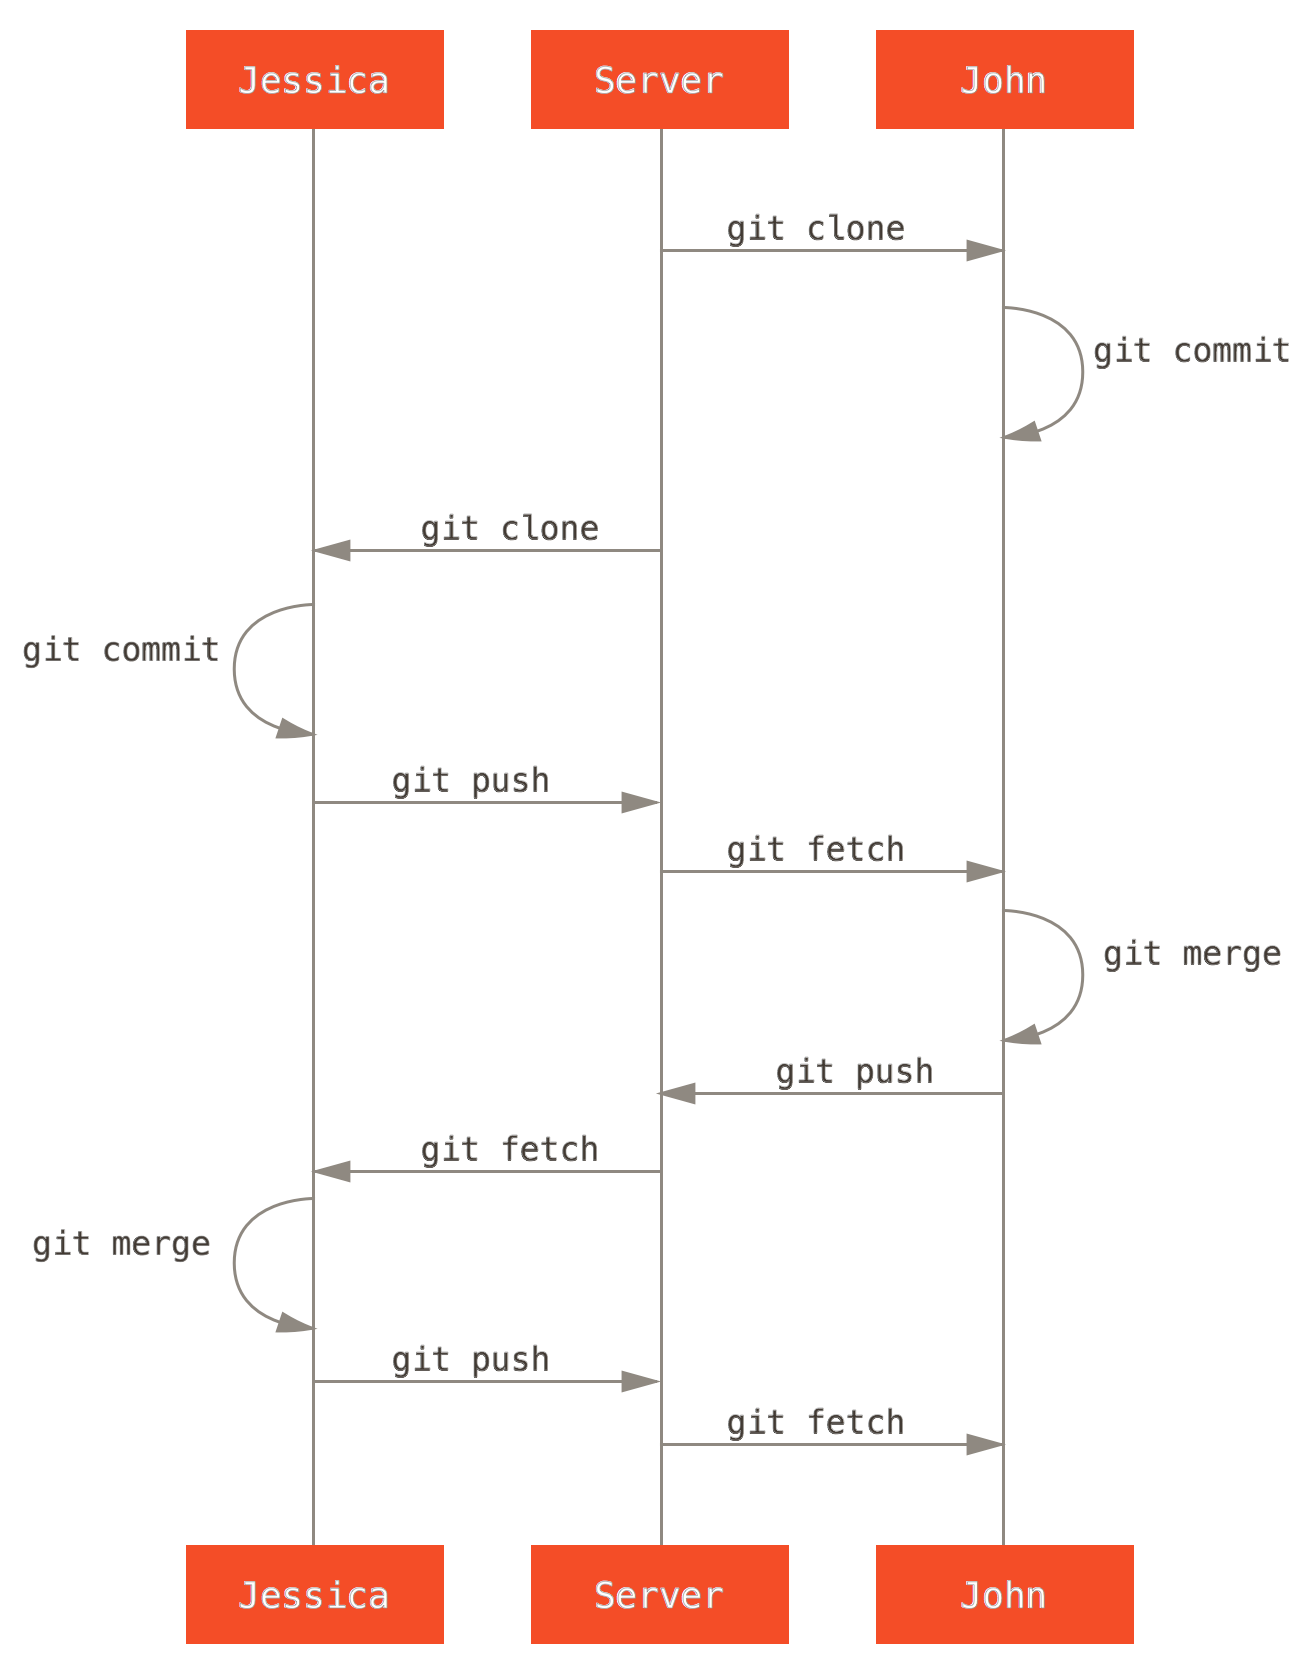 Jessica
Server
John
git clone
git commit
git clone
git commit
git push
git fetch
git merge
git push
git fetch
git merge
git push
git fetch
Jessica
Server
John